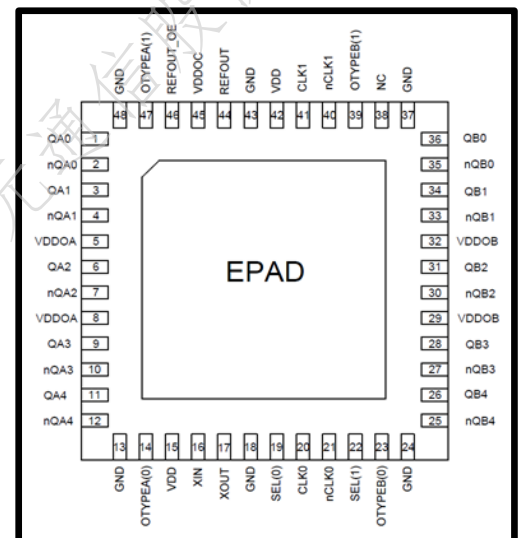 GND OTYPEA(1) REFOUT_OE VDDOC REFOUT GND VDD CLK1 nCLK1 OTYPEB(1) NC GND
48 47 46 45 44 43 42 41 40 39 38 37
QA0 1 36 QB0
nQA0 2 35 nQB0
QA1 3 34 QB1
nQA1 4 33 nQB1
VDDOA 5 32 VDDOB
QA2 6 31 QB2
nQA2 7 30 nQB2
VDDOA 8 29 VDDOB
QA3 9 28 QB3
nQA3 10 27 nQB3
QA4 11 26 QB4
nQA4 12 25 nQB4
EPAD
13 14 15 16 17 18 19 20 21 22 23 24
GND OTYPEA(0) VDD XIN XOUT GND SEL(0) CLK0 nCLK0 SEL(1) OTYPEB(0) GND
元通信股